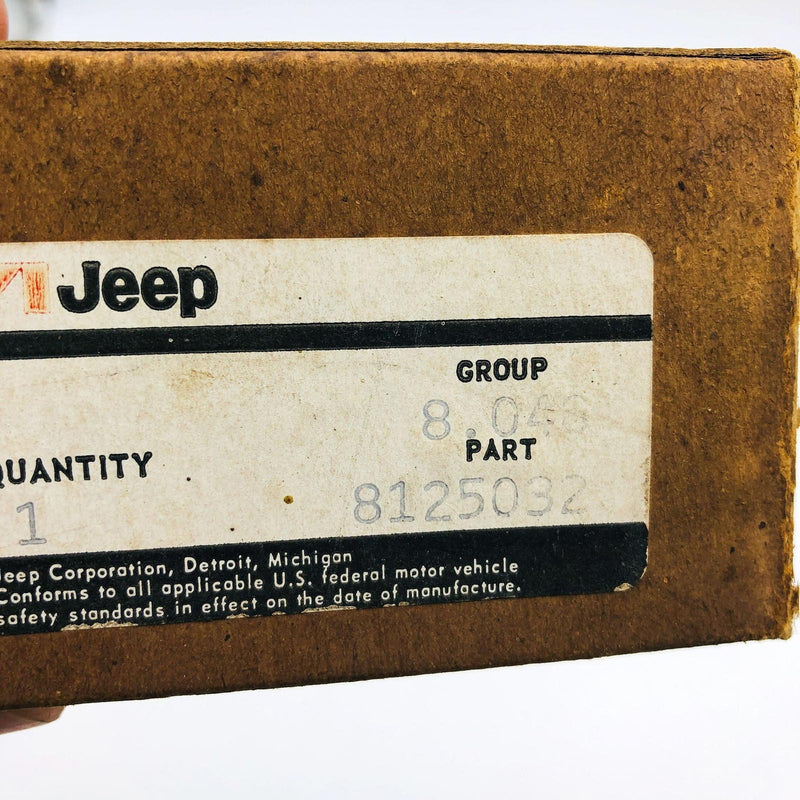 Jeep
GROUP
PART
QUANTITY
8125032
1
Jeep Corporation, Detroit, Michigan
Conforms to all applicable U.S. federal motor vehicle
safety standards in effect on the date of manufacture.